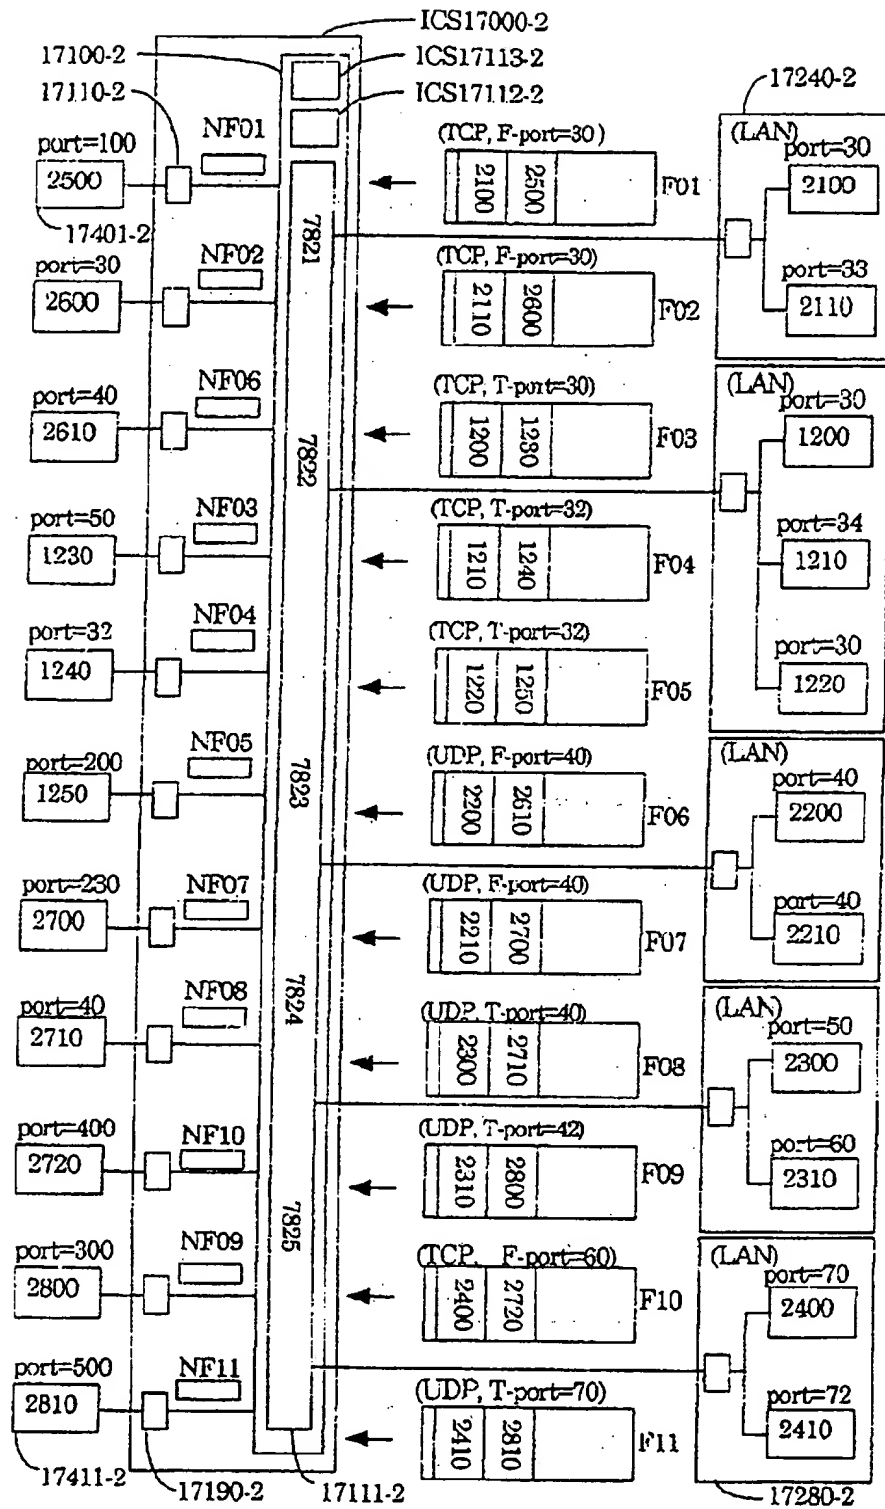 ICS17000-2
17100-2
ICS17113-2
17110-2
ICS17112-2
17240-2
NF01
port=100
2500
17401-2
(TCP, F-port=30)
2100
2500
F01
(LAN)
port=30
2100
7821
NF02
port=30
2600
(TCP, F-port=30)
2110
2600
F02
port=33
2110
NF06
port=40
2610
(TCP, T-port=30)
1200
1230
F03
(LAN)
port=30
1200
7822
NF03
port=50
1230
(TCP, T-port=32)
1210
1240
F04
port=34
1210
NF04
port=32
1240
(TCP, T-port=32)
1220
1250
F05
port=30
1220
NF05
port=200
1250
7823
(UDP, F-port=40)
2200
2610
F06
(LAN)
port=40
2200
NF07
port=230
2700
(UDP, F-port=40)
2210
2700
F07
port=40
2210
NF08
port=40
2710
7824
(UDP, T-port=40)
2300
2710
F08
(LAN)
port=50
2300
NF10
port=400
2720
(UDP, T-port=42)
2310
2800
F09
port=60
2310
7825
NF09
port=300
2800
(TCP, F-port=60)
2400
2720
F10
(LAN)
port=70
2400
NF11
port=500
2810
(UDP, T-port=70)
2410
2810
F11
port=72
2410
17411-2
17190-2
17111-2
17280-2